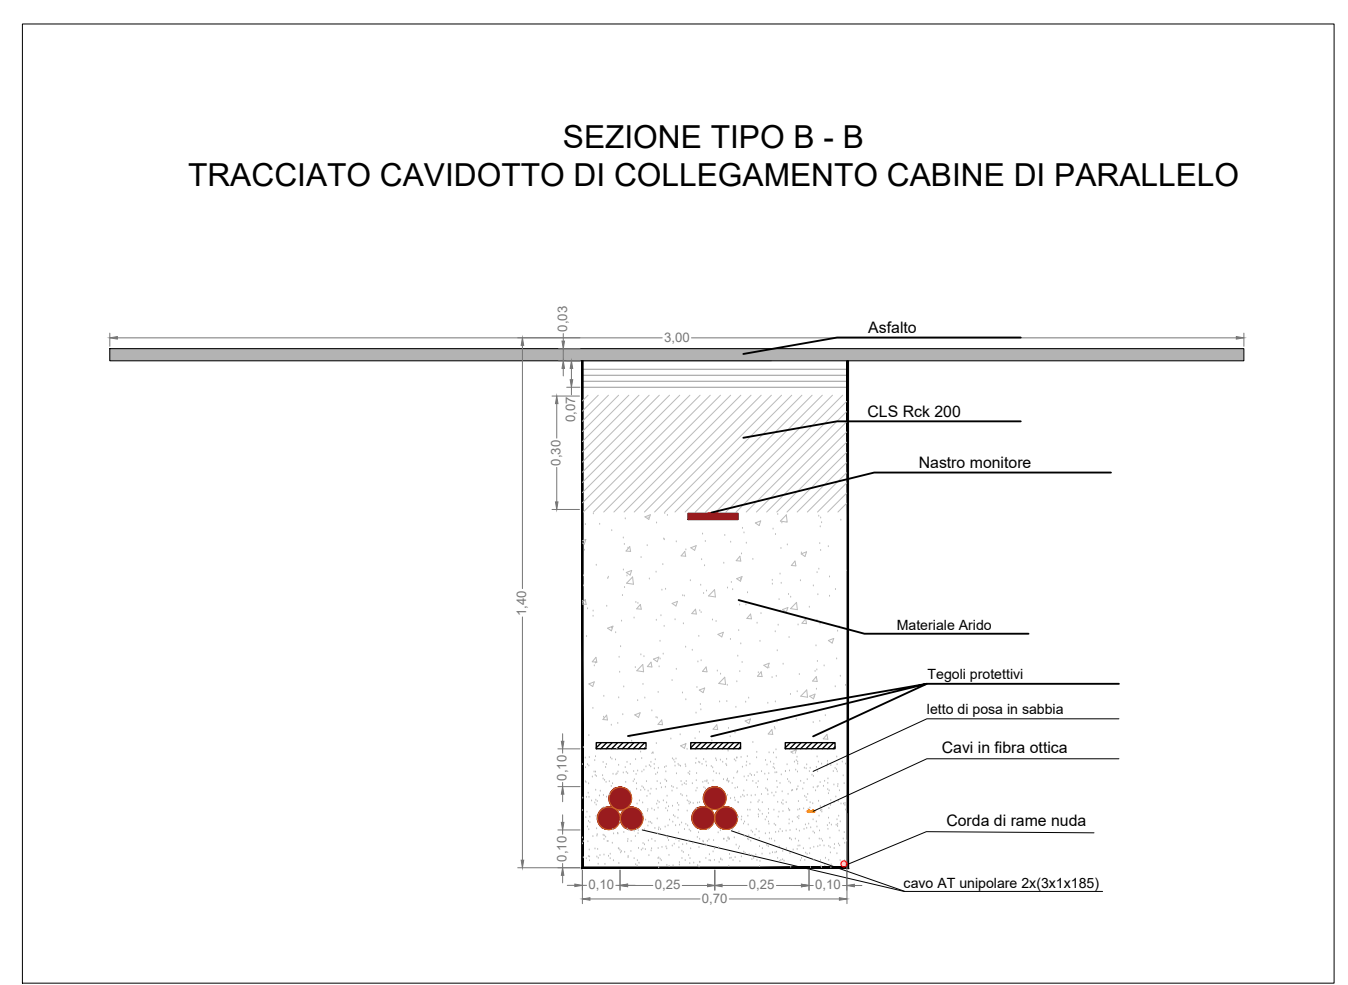 SEZIONE TIPO B - B
TRACCIATO CAVIDOTTO DI COLLEGAMENTO CABINE DI PARALLELO
0,03
3,00
Asfalto
0,07
CLS Rck 200
0,30
Nastro monitore
1,40
Materiale Arido
Tegoli protettivi
letto di posa in sabbia
Cavi in fibra ottica
0,10
Corda di rame nuda
0,10
cavo AT unipolare 2x(3x1x185)
0,10
0,25
0,25
0,10
0,70